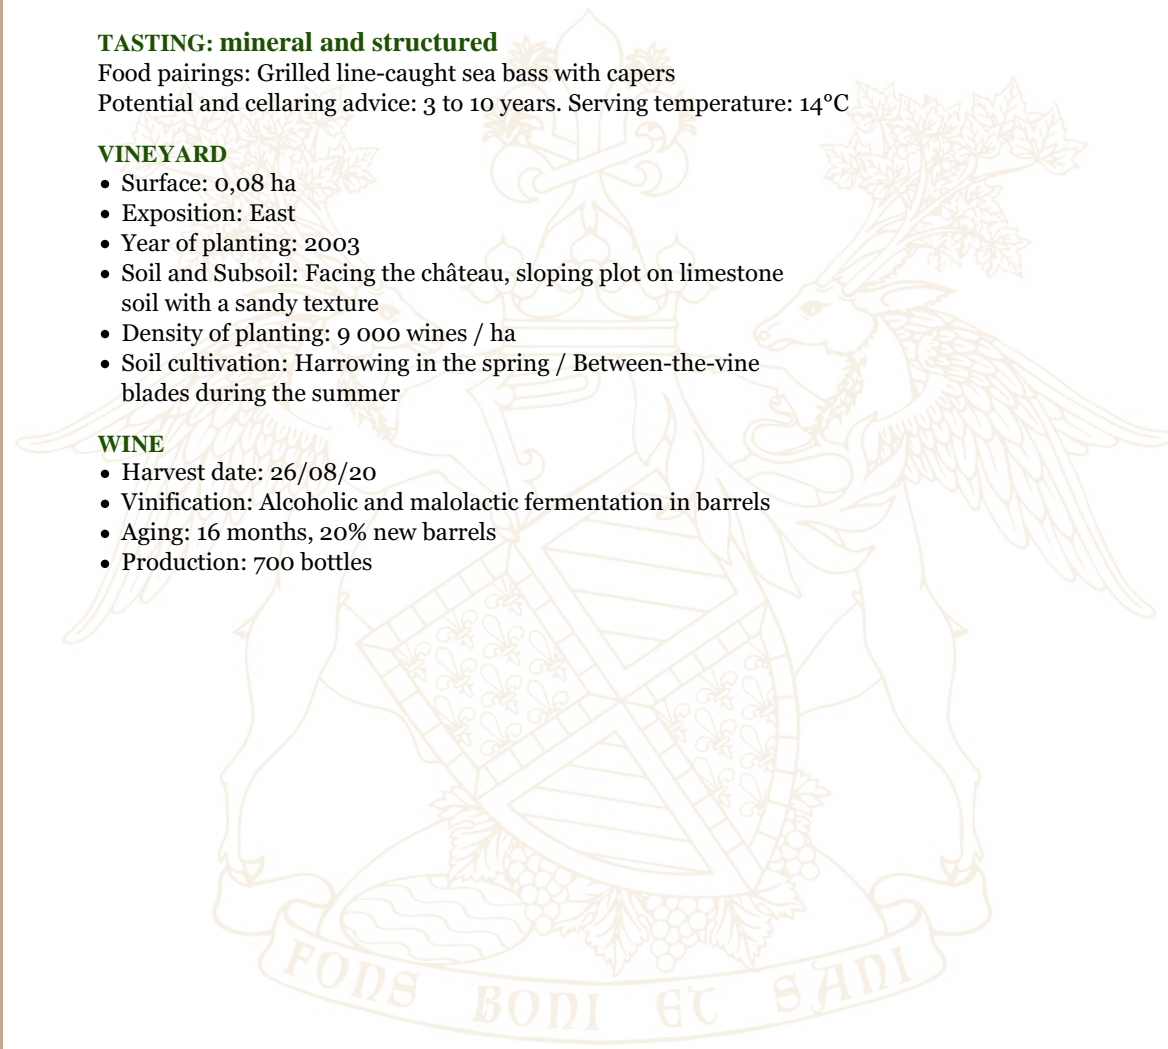 TASTING: mineral and structured
Food pairings: Grilled line-caught sea bass with capers
Potential and cellaring advice: 3 to 10 years. Serving temperature: 14°C
VINEYARD
• Surface: 0,08 ha
• Exposition: East
• Year of planting: 2003
• Soil and Subsoil: Facing the château, sloping plot on limestone
soil with a sandy texture
• Density of planting: 9 000 wines / ha
• Soil cultivation: Harrowing in the spring / Between-the-vine
blades during the summer
WINE
• Harvest date: 26/08/20
• Vinification: Alcoholic and malolactic fermentation in barrels
• Aging: 16 months, 20% new barrels
• Production: 700 bottles
FONS BONI ET SANI